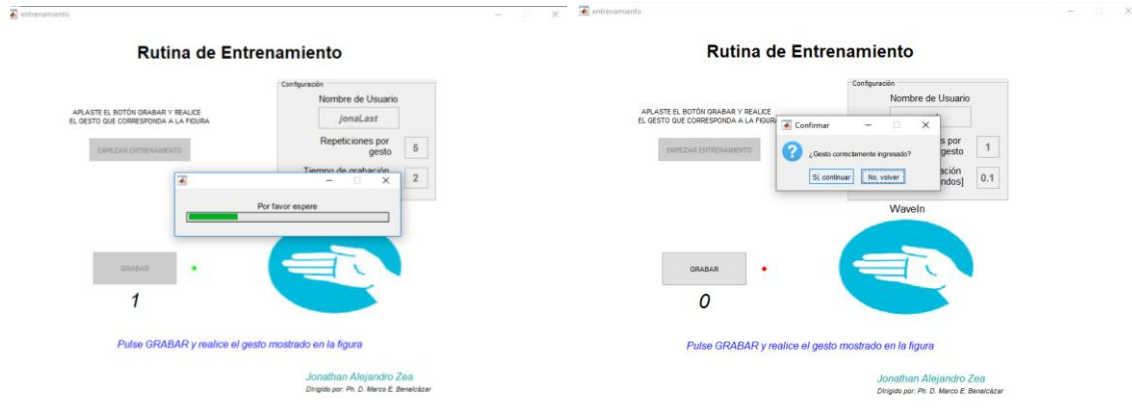 entrenamiento
Rutina de Entrenamiento
APLASTE EL BOTÓN GRABAR Y REALICE
EL GESTO QUE CORRESPONDA A LA FIGURA
EMPEZAR ENTRENAMIENTO
Configuración
Nombre de Usuario
jonaLast
Repeticiones por
gesto
5
Tiempo de grabación
2
Por favor espere
GRABAR
1
Pulse GRABAR y realice el gesto mostrado en la figura
Jonathan Alejandro Zea
Dirigido por: Ph. D. Marco E. Benalcázar
entrenamiento
Rutina de Entrenamiento
APLASTE EL BOTÓN GRABAR Y REALICE
EL GESTO QUE CORRESPONDA A LA FIGURA
EMPEZAR ENTRENAMIENTO
Configuración
Nombre de Usuario
s por
gesto
1
ación
ndos]
0.1
Confirmar
¿Gesto correctamente ingresado?
Sí, continuar
No, volver
WaveIn
GRABAR
0
Pulse GRABAR y realice el gesto mostrado en la figura
Jonathan Alejandro Zea
Dirigido por: Ph. D. Marco E. Benalcázar